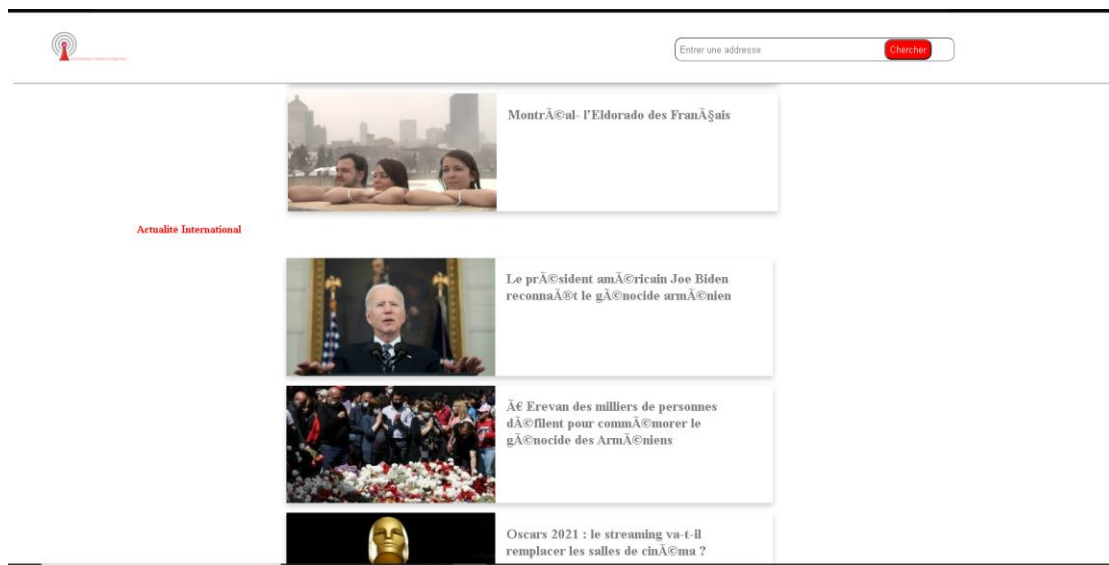 Entrer une addresse
Chercher
MontrÃ©al- l'Eldorado des FranÃ§ais
Actualité International
Le prÃ©sident amÃ©ricain Joe Biden
reconnaÃ®t le gÃ©nocide armÃ©nien
Ã€ Erevan des milliers de personnes
dÃ©filent pour commÃ©morer le
gÃ©nocide des ArmÃ©niens
Oscars 2021 : le streaming va-t-il
remplacer les salles de cinÃ©ma ?